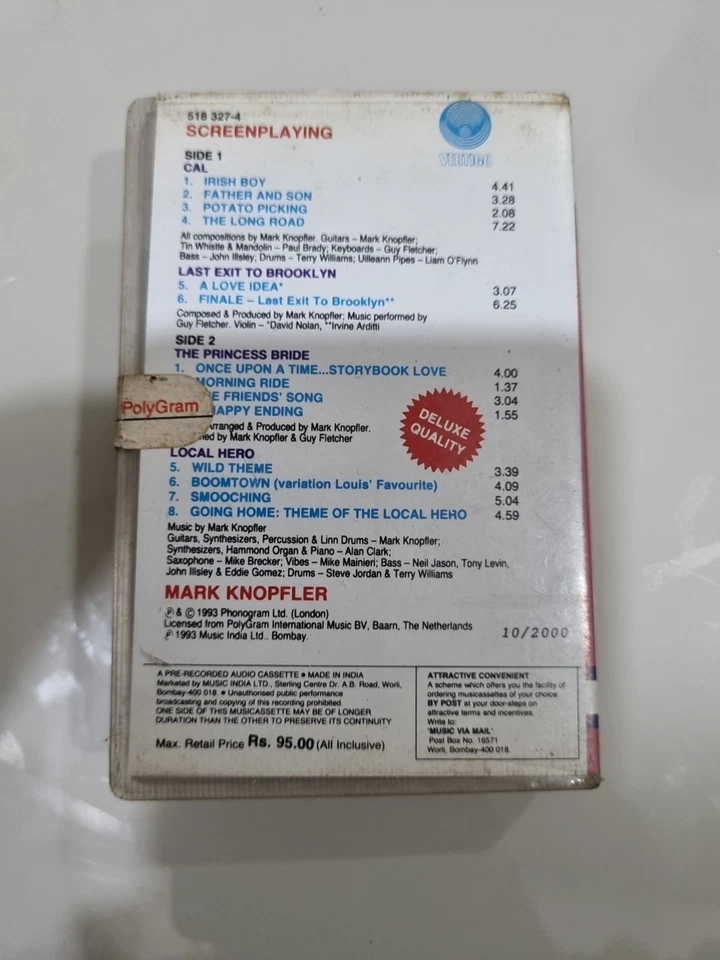 518 327-4
SCREENPLAYING
VERTIGO
SIDE 1
CAL
1. IRISH BOY 4.41
2. FATHER AND SON 3.28
3. POTATO PICKING 2.08
4. THE LONG ROAD 7.22
All compositions by Mark Knopfler. Guitars – Mark Knopfler;
Tin Whistle & Mandolin – Paul Brady; Keyboards – Guy Fletcher;
Bass – John Illsley; Drums – Terry Williams; Uilleann Pipes – Liam O'Flynn
LAST EXIT TO BROOKLYN
5. A LOVE IDEA* 3.07
6. FINALE – Last Exit To Brooklyn** 6.25
Composed & Produced by Mark Knopfler; Music performed by
Guy Fletcher. Violin – *David Nolan, **Irvine Arditti
SIDE 2
THE PRINCESS BRIDE
1. ONCE UPON A TIME...STORYBOOK LOVE 4.00
MORNING RIDE 1.37
E FRIENDS' SONG 3.04
HAPPY ENDING 1.55
PolyGram
DELUXE
QUALITY
rranged & Produced by Mark Knopfler.
ed by Mark Knopfler & Guy Fletcher
LOCAL HERO
5. WILD THEME 3.39
6. BOOMTOWN (variation Louis' Favourite) 4.09
7. SMOOCHING 5.04
8. GOING HOME: THEME OF THE LOCAL HERO 4.59
Music by Mark Knopfler
Guitars, Synthesizers, Percussion & Linn Drums – Mark Knopfler;
Synthesizers, Hammond Organ & Piano – Alan Clark;
Saxophone – Mike Brecker; Vibes – Mike Mainieri; Bass – Neil Jason, Tony Levin,
John Illsley & Eddie Gomez; Drums – Steve Jordan & Terry Williams
MARK KNOPFLER
℗ & © 1993 Phonogram Ltd. (London)
Licensed from PolyGram International Music BV, Baarn, The Netherlands
℗ 1993 Music India Ltd., Bombay.
10/2000
A PRE-RECORDED AUDIO CASSETTE ● MADE IN INDIA
Marketed by MUSIC INDIA LTD., Sterling Centre Dr. A.B. Road, Worli,
Bombay-400 018. ● Unauthorised public performance
broadcasting and copying of this recording prohibited.
ONE SIDE OF THIS MUSICASSETTE MAY BE OF LONGER
DURATION THAN THE OTHER TO PRESERVE ITS CONTINUITY
Max. Retail Price Rs. 95.00 (All Inclusive)
ATTRACTIVE CONVENIENT
A scheme which offers you the facility of
ordering musicassettes of your choice
BY POST at your door-steps on
attractive terms and incentives.
Write to:
'MUSIC VIA MAIL'
Post Box No. 16571
Worli, Bombay-400 018.